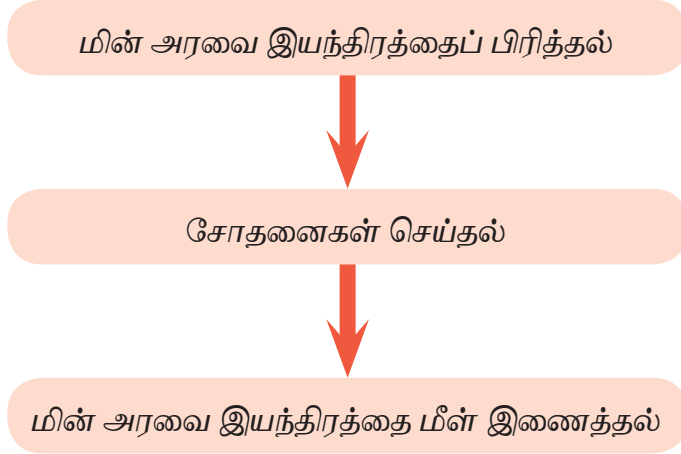 மின் அரவை இயந்திரத்தைப் பிரித்தல்
சோதனைகள் செய்தல்
மின் அரவை இயந்திரத்தை மீள் இணைத்தல்